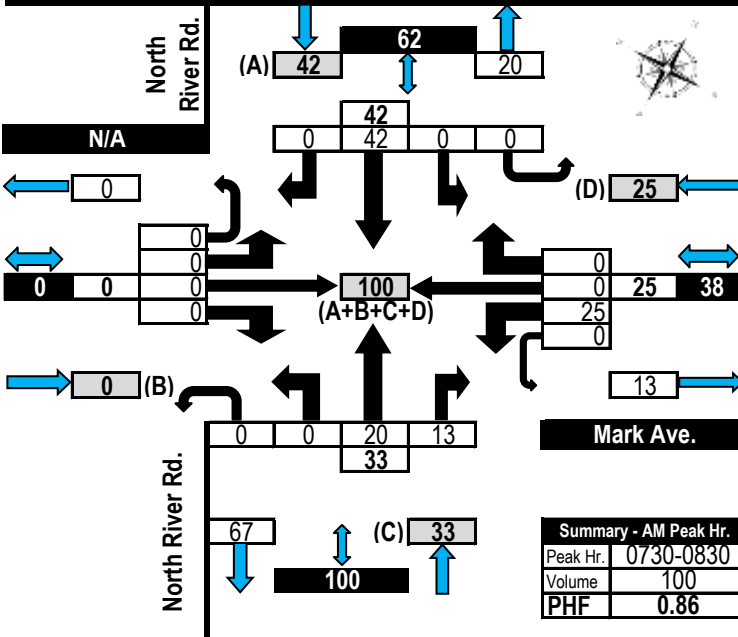 North River Rd.
(A) 42 62 20
42
0 42 0 0
N/A
0
(D) 25
0
0
0
0
0 0
100
(A+B+C+D)
0
0
25
0
25 38
0 (B)
13
0 0 20 13
33
Mark Ave.
North River Rd.
67
(C) 33
100
Summary - AM Peak Hr.
Peak Hr. 0730-0830
Volume 100
PHF 0.86